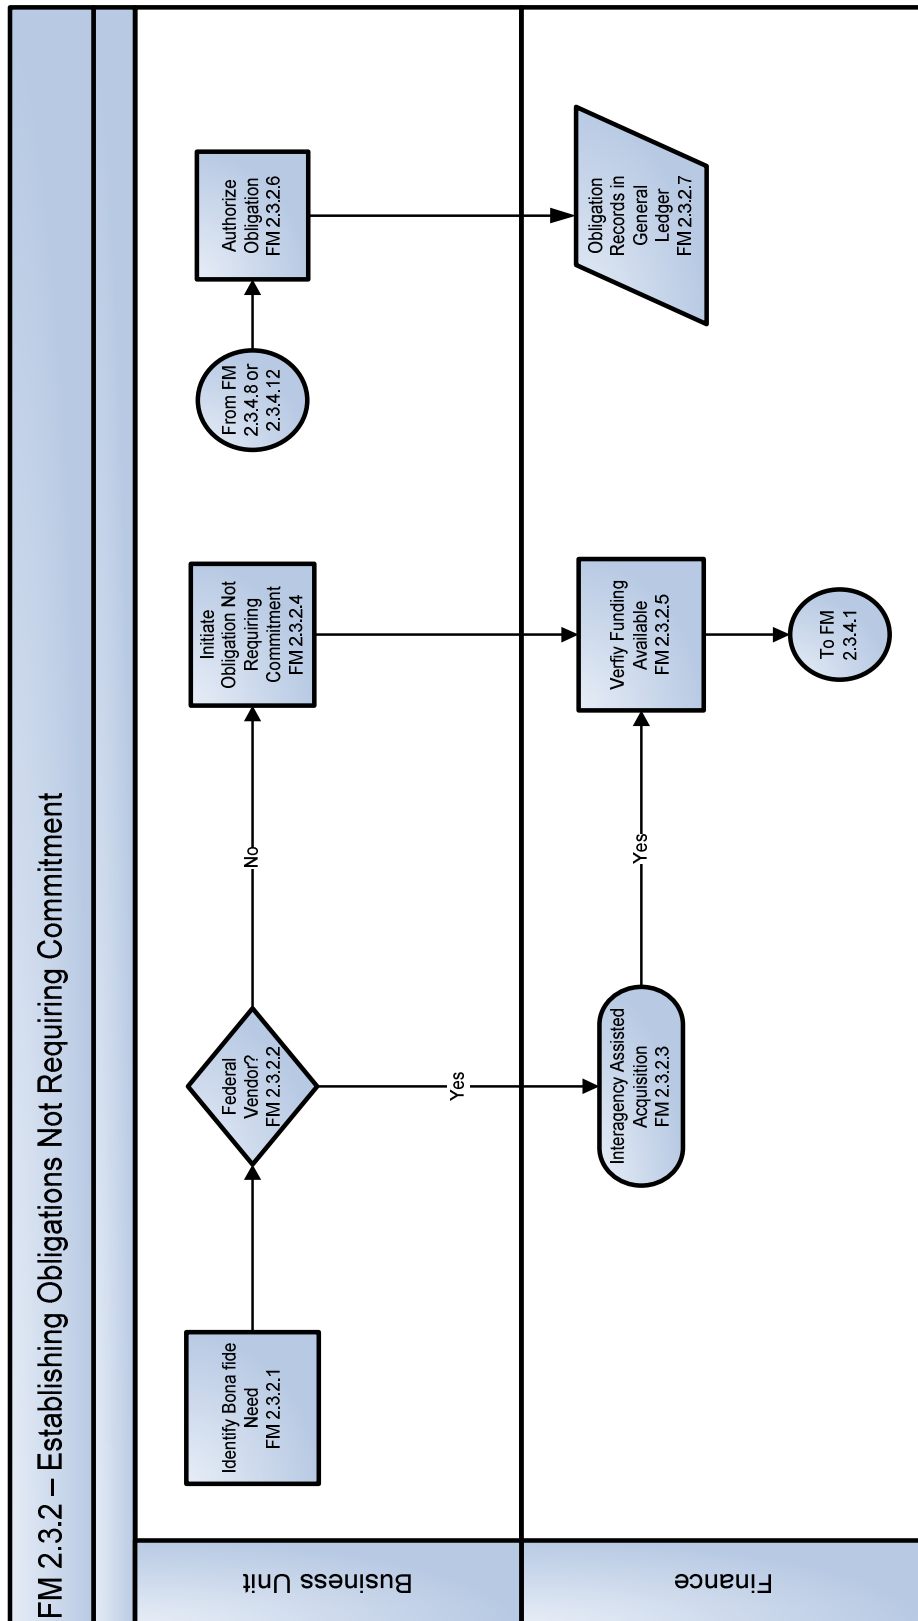 FM 2.3.2 – Establishing Obligations Not Requiring Commitment
Business Unit
Identify Bona fide
Need
FM 2.3.2.1
Federal
Vendor?
FM 2.3.2.2
No
Initiate
Obligation Not
Requiring
Commitment
FM 2.3.2.4
From FM
2.3.4.8 or
2.3.4.12
Authorize
Obligation
FM 2.3.2.6
Yes
Finance
Interagency Assisted
Acquisition
FM 2.3.2.3
Yes
Verfiy Funding
Available
FM 2.3.2.5
To FM
2.3.4.1
Obligation
Records in
General
Ledger
FM 2.3.2.7